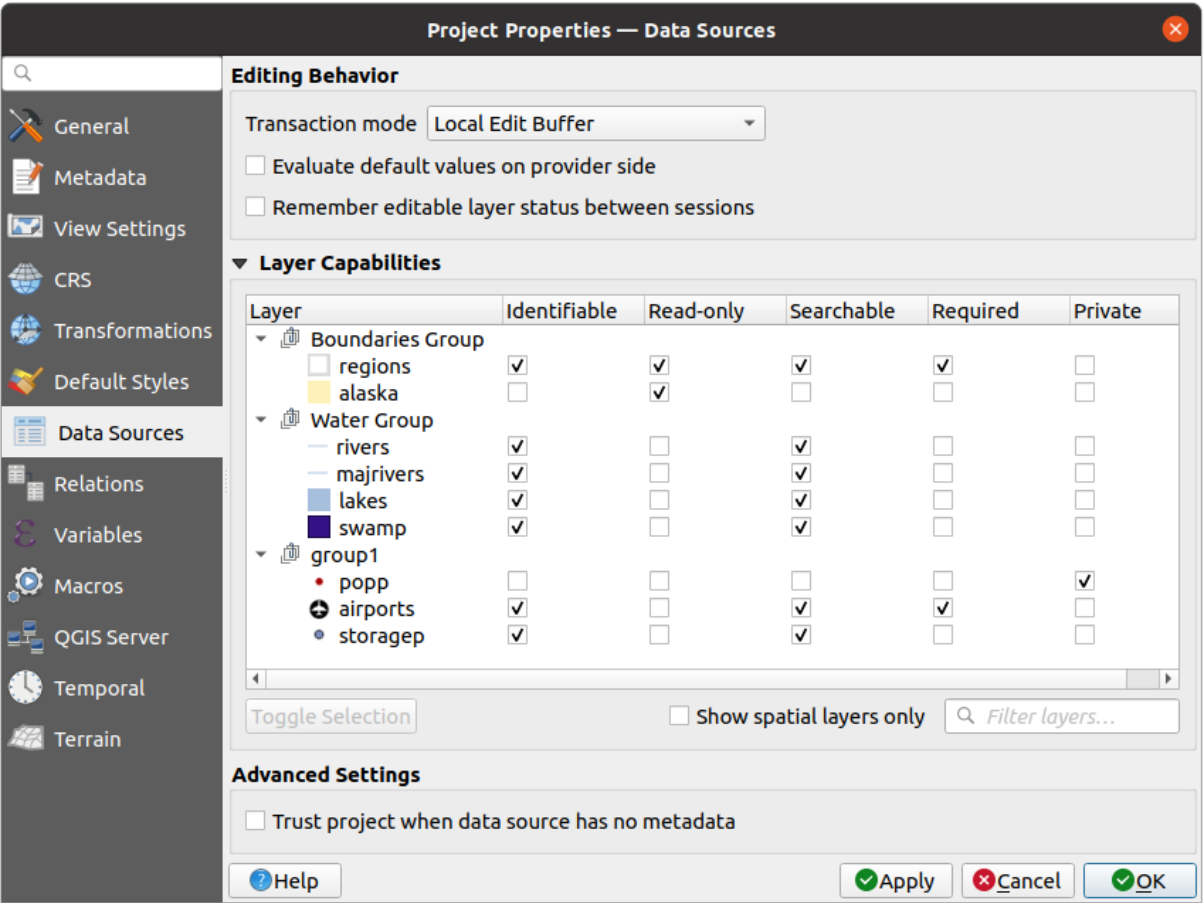 Project Properties — Data Sources
General
Metadata
View Settings
CRS
Transformations
Default Styles
Data Sources
Relations
Variables
Macros
QGIS Server
Temporal
Terrain
Editing Behavior
Transaction mode Local Edit Buffer
Evaluate default values on provider side
Remember editable layer status between sessions
Layer Capabilities
Layer Identifiable Read-only Searchable Required Private
Boundaries Group
regions
alaska
Water Group
rivers
majrivers
lakes
swamp
group1
popp
airports
storagep
Toggle Selection Show spatial layers only Filter layers...
Advanced Settings
Trust project when data source has no metadata
Help Apply Cancel OK